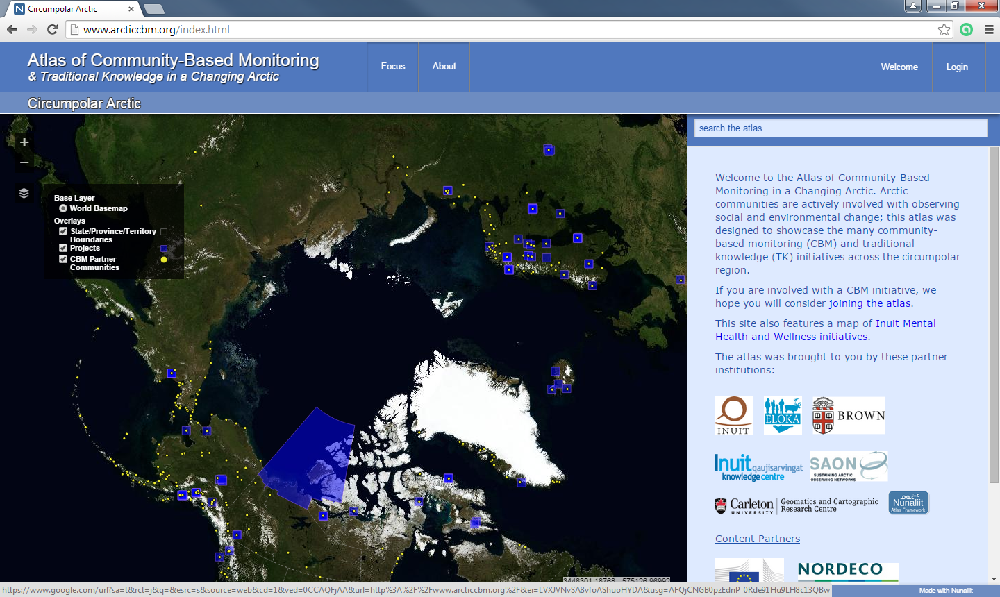 Circumpolar Arctic
www.arcticcbm.org/index.html
Atlas of Community-Based Monitoring
& Traditional Knowledge in a Changing Arctic
Focus
About
Welcome
Login
Circumpolar Arctic
search the atlas
+
−
Base Layer
World Basemap
Overlays
State/Province/Territory
Boundaries
Projects
CBM Partner
Communities
Welcome to the Atlas of Community-Based
Monitoring in a Changing Arctic. Arctic
communities are actively involved with observing
social and environmental change; this atlas was
designed to showcase the many community-
based monitoring (CBM) and traditional
knowledge (TK) initiatives across the circumpolar
region.
If you are involved with a CBM initiative, we
hope you will consider joining the atlas.
This site also features a map of Inuit Mental
Health and Wellness initiatives.
The atlas was brought to you by these partner
institutions:
INUIT
ELOKA
BROWN
Inuit qaujisarvingat
knowledge centre
SAON
SUSTAINING ARCTIC
OBSERVING NETWORKS
Carleton
UNIVERSITY
Geomatics and Cartographic
Research Centre
Nunaliit
Atlas Framework
Content Partners
NORDECO
3446301.18768, -575126.96992
https://www.google.com/url?sa=t&rct=j&q=&esrc=s&source=web&cd=1&ved=0CCAQFjAA&url=http%3A%2F%2Fwww.arcticcbm.org%2F&ei=LVXJVNvSA8vfoAShuoHYDA&usg=AFQjCNGB0pzEdnP_0Rde91Hu9LH8c13QBw
Made with Nunaliit